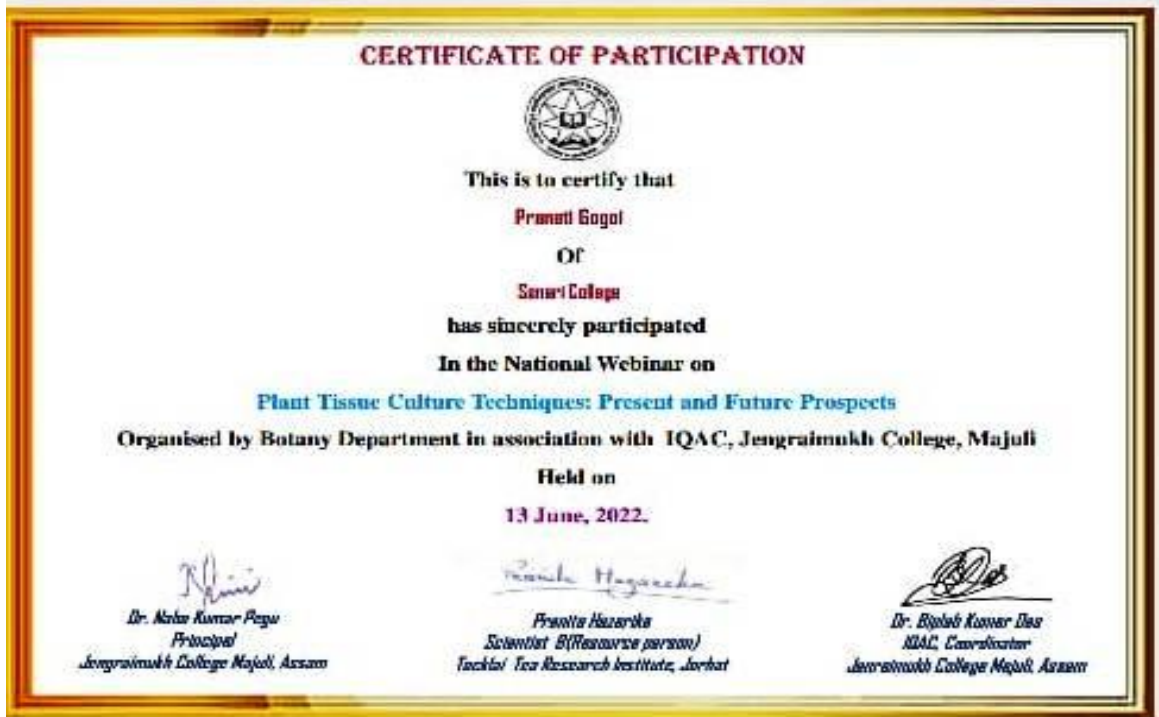 CERTIFICATE OF PARTICIPATION
This is to certify that
Pranati Gogoi
Of
Sonari College
has sincerely participated
In the National Webinar on
Plant Tissue Culture Techniques: Present and Future Prospects
Organised by Botany Department in association with IQAC, Jengraimukh College, Majuli
Held on
13 June, 2022.
Dr. Naba Kumar Pegu
Principal
Jengraimukh College Majuli, Assam
Pranita Hazarika
Scientist B(Resource person)
Tocklai Tea Research Institute, Jorhat
Dr. Biplab Kumar Das
IQAC, Coordinator
Jenraimukh College Majuli, Assam